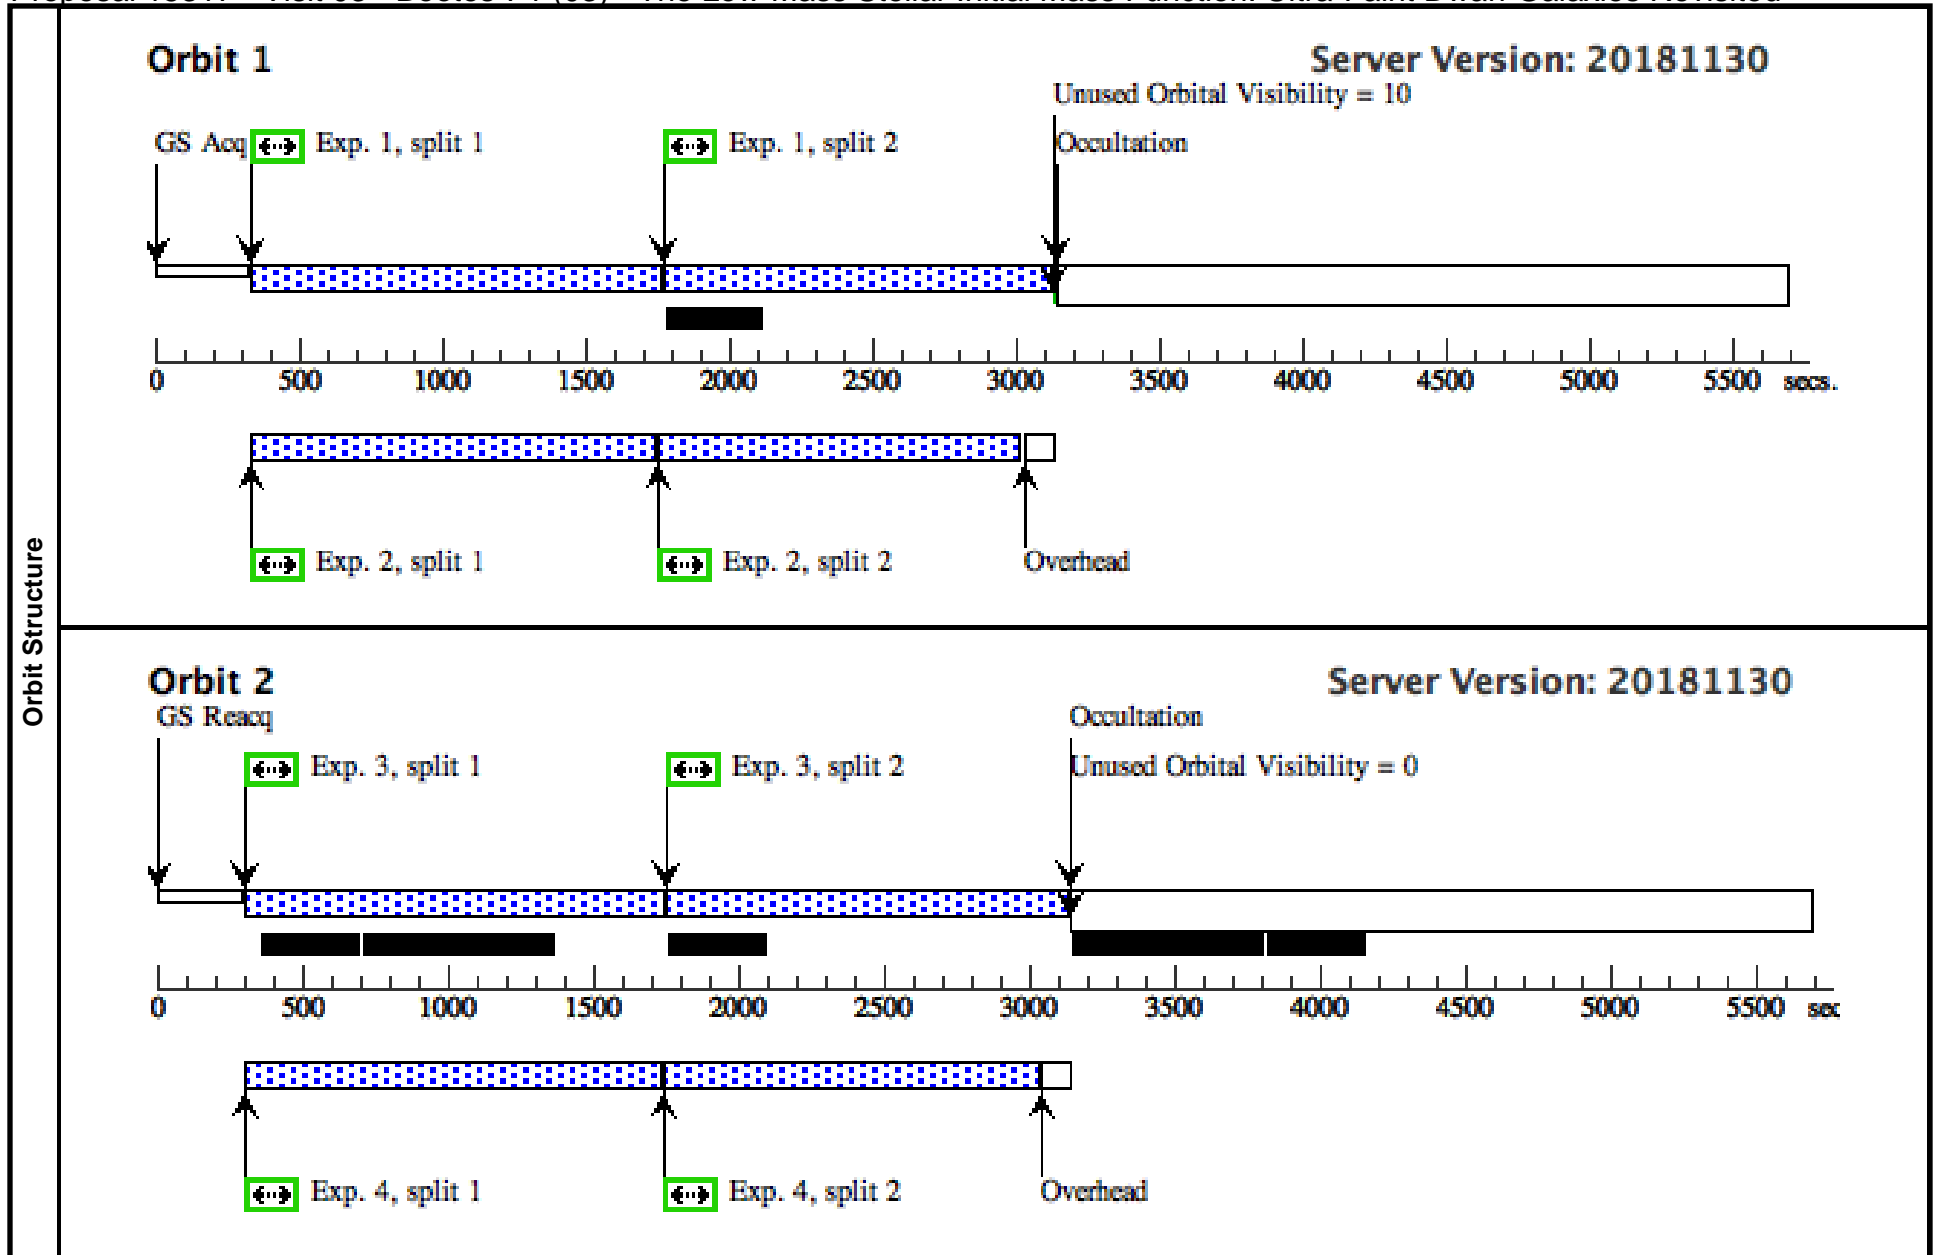 Orbit Structure
Orbit 1
Server Version: 20181130
Unused Orbital Visibility = 10
GS Acq Exp. 1, split 1 Exp. 1, split 2 Occultation
0 500 1000 1500 2000 2500 3000 3500 4000 4500 5000 5500 secs.
Exp. 2, split 1 Exp. 2, split 2 Overhead
Orbit 2
Server Version: 20181130
GS Reacq Occultation
Exp. 3, split 1 Exp. 3, split 2 Unused Orbital Visibility = 0
0 500 1000 1500 2000 2500 3000 3500 4000 4500 5000 5500 sec
Exp. 4, split 1 Exp. 4, split 2 Overhead